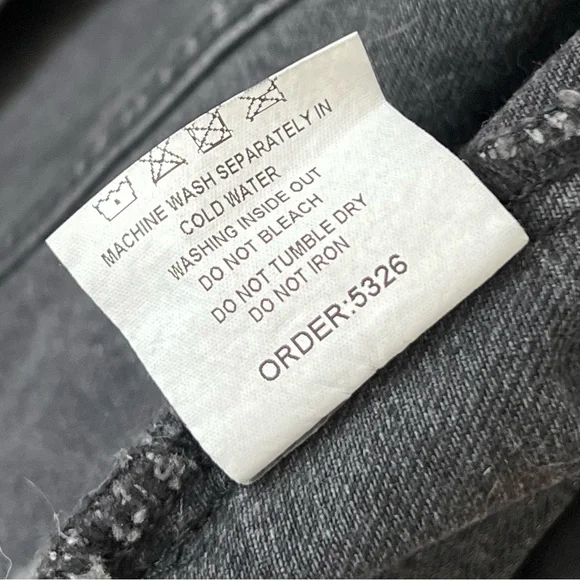 MACHINE WASH SEPARATELY IN
COLD WATER
WASHING INSIDE OUT
DO NOT BLEACH
DO NOT TUMBLE DRY
DO NOT IRON
ORDER:5326